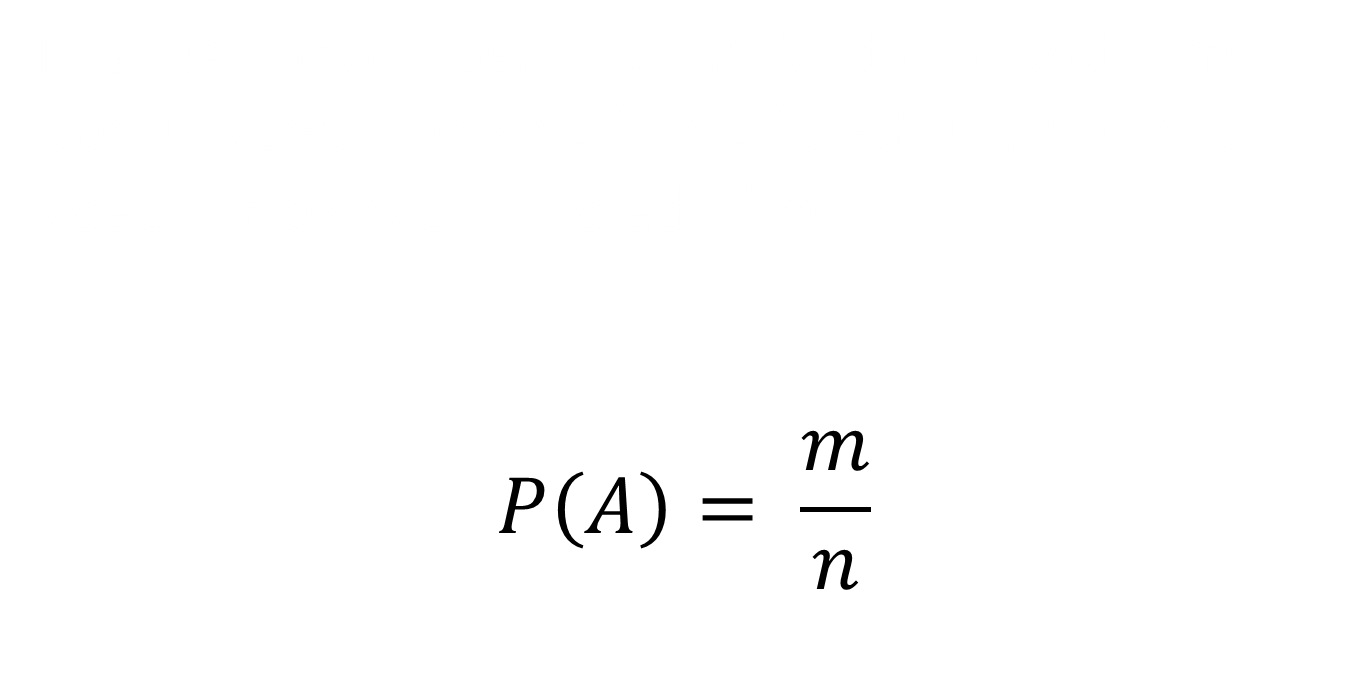 P(A) = m/n